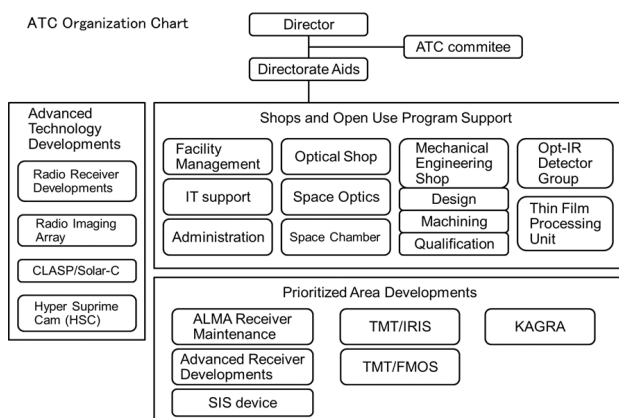 ATC Organization Chart
Director
ATC commitee
Directorate Aids
Advanced
Technology
Developments
Radio Receiver
Developments
Radio Imaging
Array
CLASP/Solar-C
Hyper Suprime
Cam (HSC)
Shops and Open Use Program Support
Facility
Management
IT support
Administration
Optical Shop
Space Optics
Space Chamber
Mechanical
Engineering
Shop
Design
Machining
Qualification
Opt-IR
Detector
Group
Thin Film
Processing
Unit
Prioritized Area Developments
ALMA Receiver
Maintenance
Advanced Receiver
Developments
SIS device
TMT/IRIS
TMT/FMOS
KAGRA